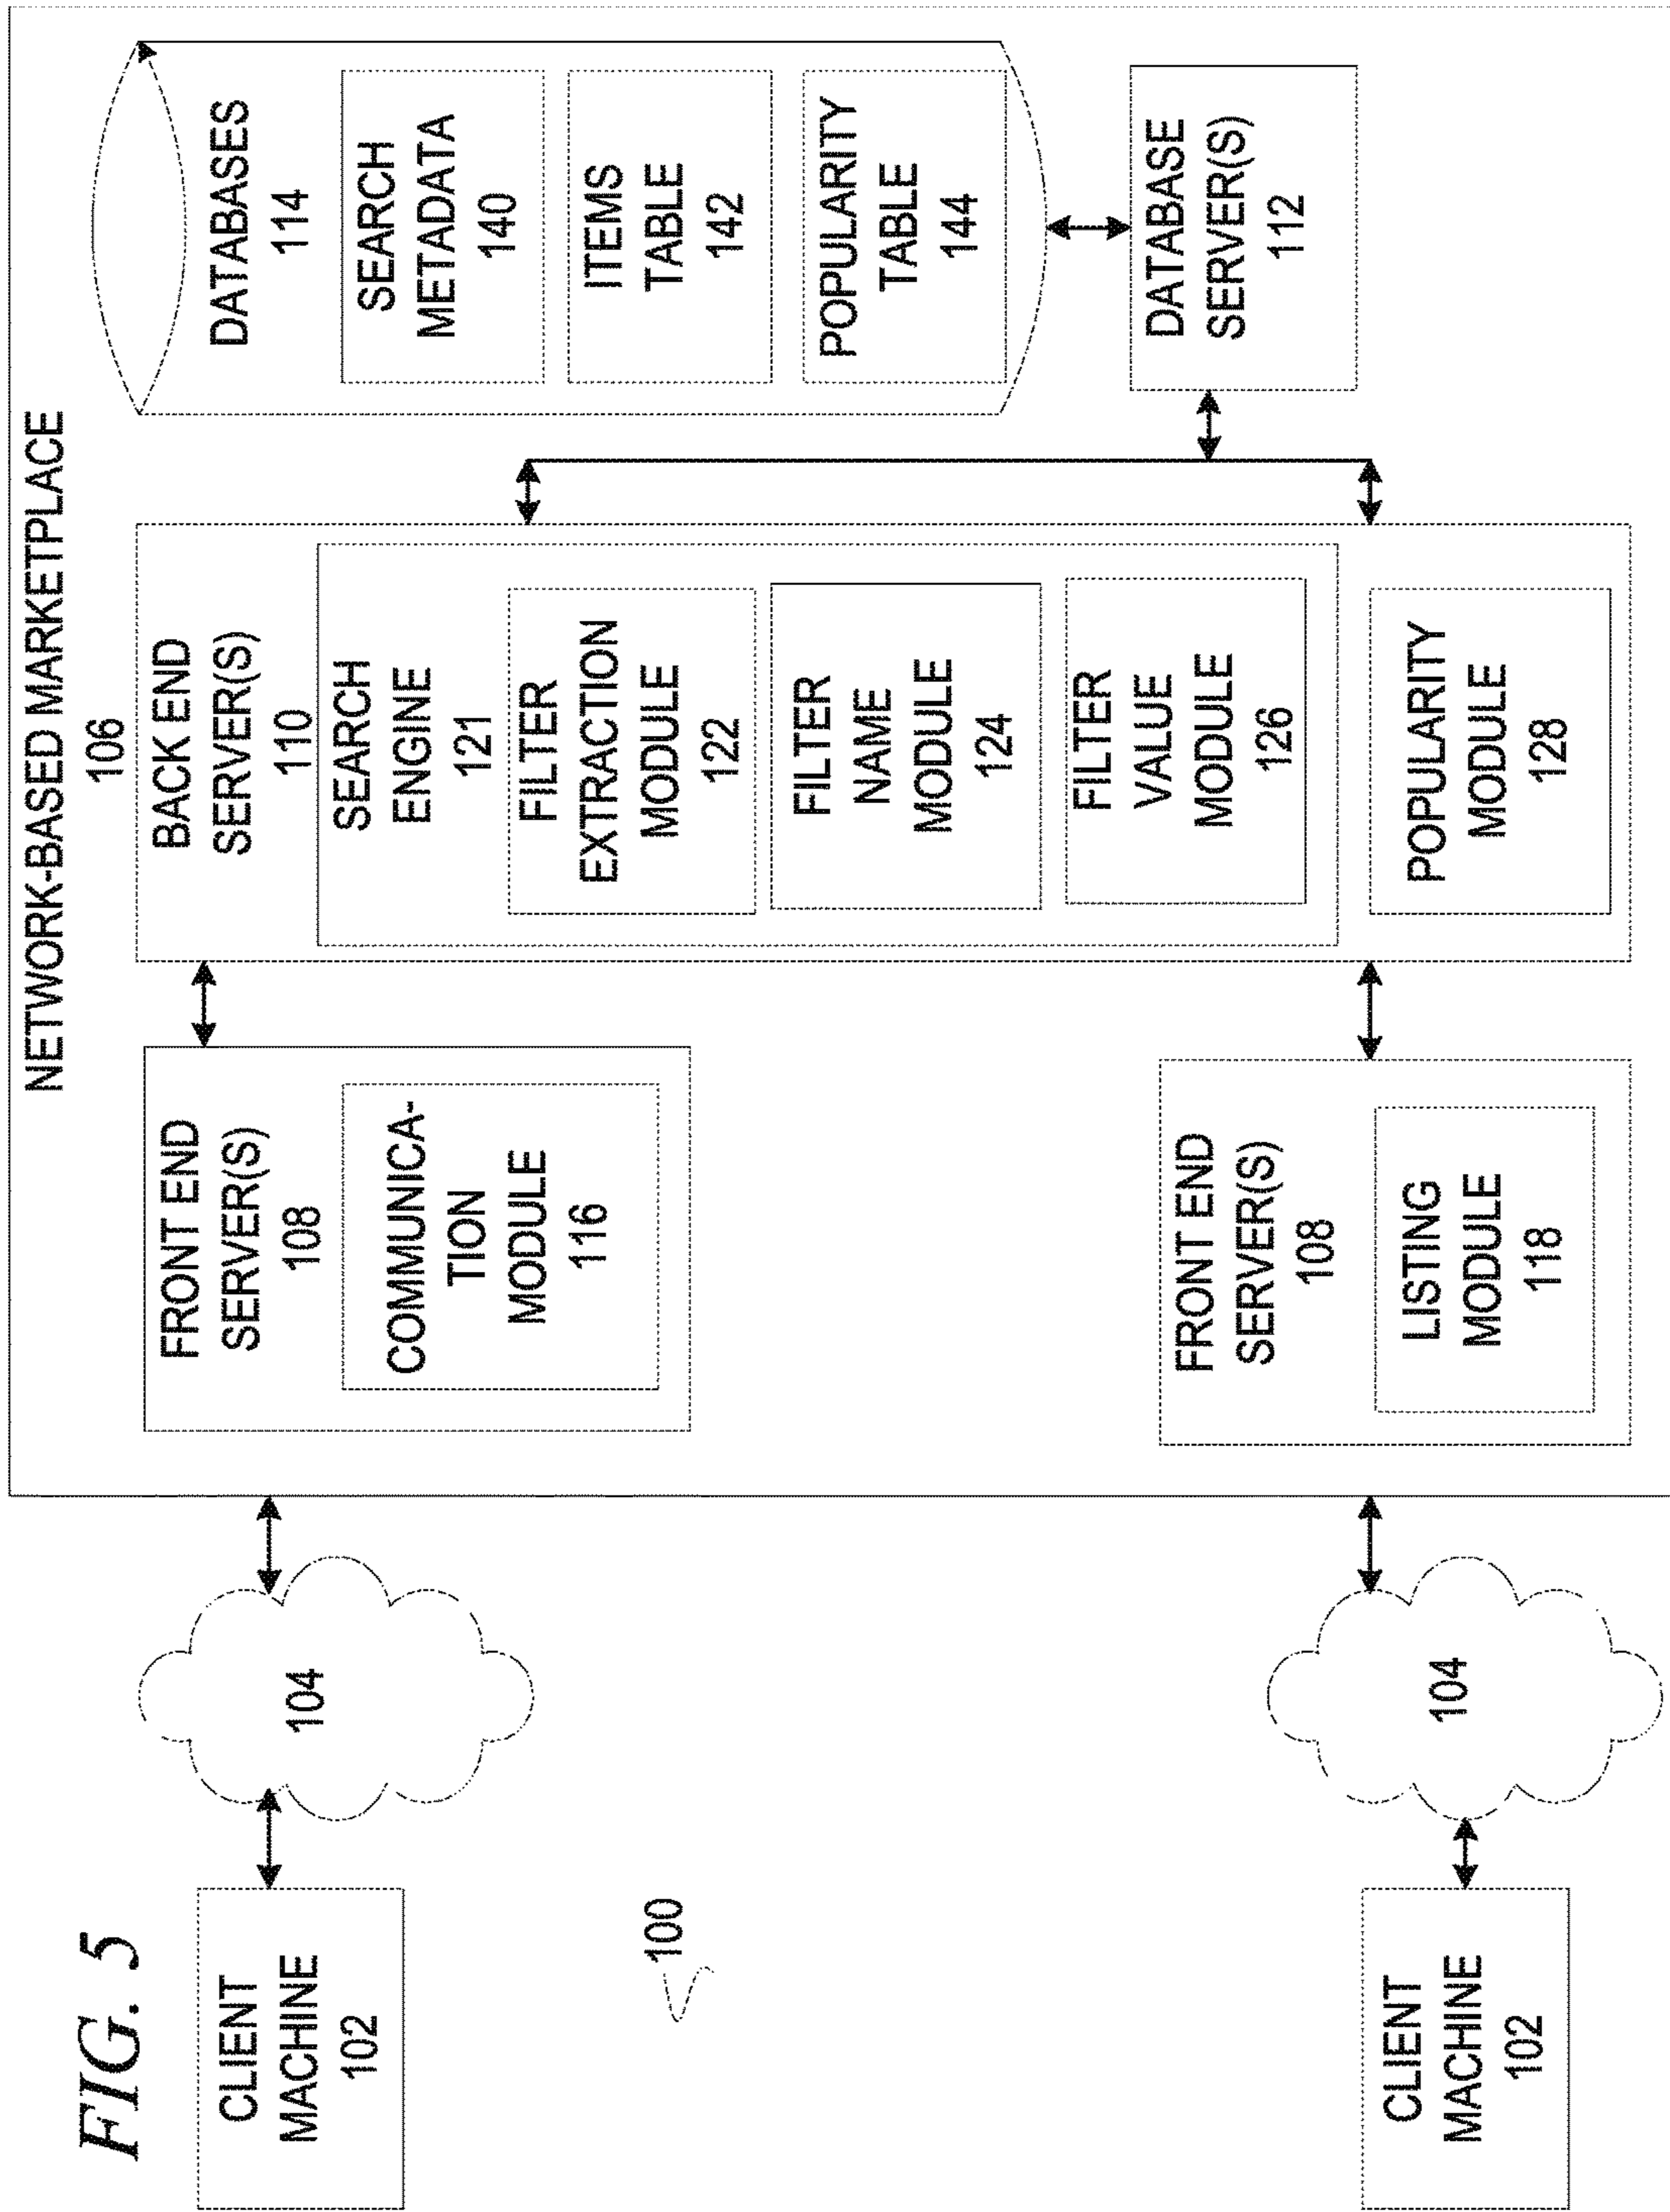 FIG. 5
CLIENT
MACHINE
102
104
100
CLIENT
MACHINE
102
104
NETWORK-BASED MARKETPLACE
106
FRONT END
SERVER(S)
108
COMMUNICA-
TION
MODULE
116
FRONT END
SERVER(S)
108
LISTING
MODULE
118
BACK END
SERVER(S)
110
SEARCH
ENGINE
121
FILTER
EXTRACTION
MODULE
122
FILTER
NAME
MODULE
124
FILTER
VALUE
MODULE
126
POPULARITY
MODULE
128
DATABASES
114
SEARCH
METADATA
140
ITEMS
TABLE
142
POPULARITY
TABLE
144
DATABASE
SERVER(S)
112